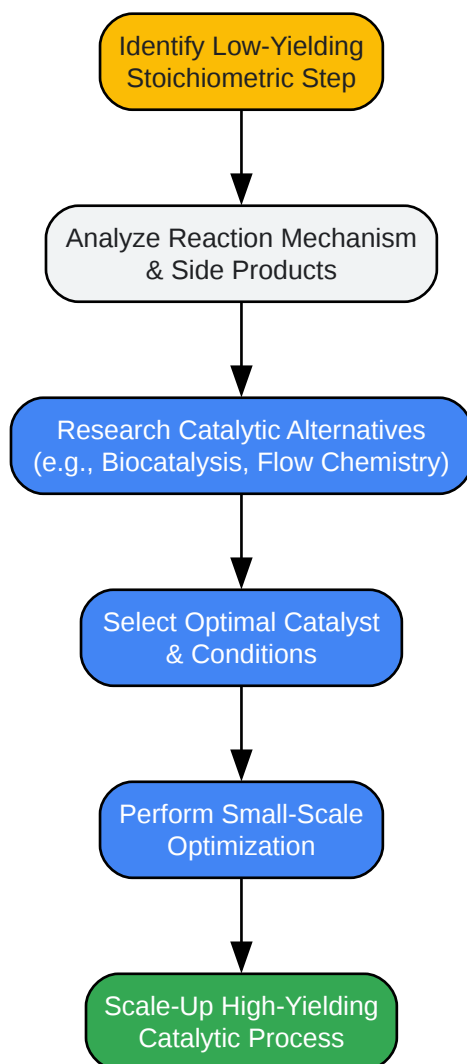 Identify Low-Yielding
Stoichiometric Step
Analyze Reaction Mechanism
& Side Products
Research Catalytic Alternatives
(e.g., Biocatalysis, Flow Chemistry)
Select Optimal Catalyst
& Conditions
Perform Small-Scale
Optimization
Scale-Up High-Yielding
Catalytic Process